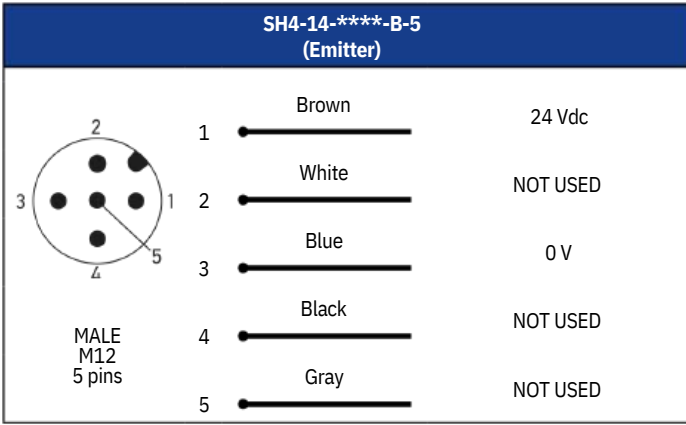 SH4-14-****-B-5
(Emitter)
2
3
1
5
4
MALE
M12
5 pins
1 Brown 24 Vdc
2 White NOT USED
3 Blue 0 V
4 Black NOT USED
5 Gray NOT USED